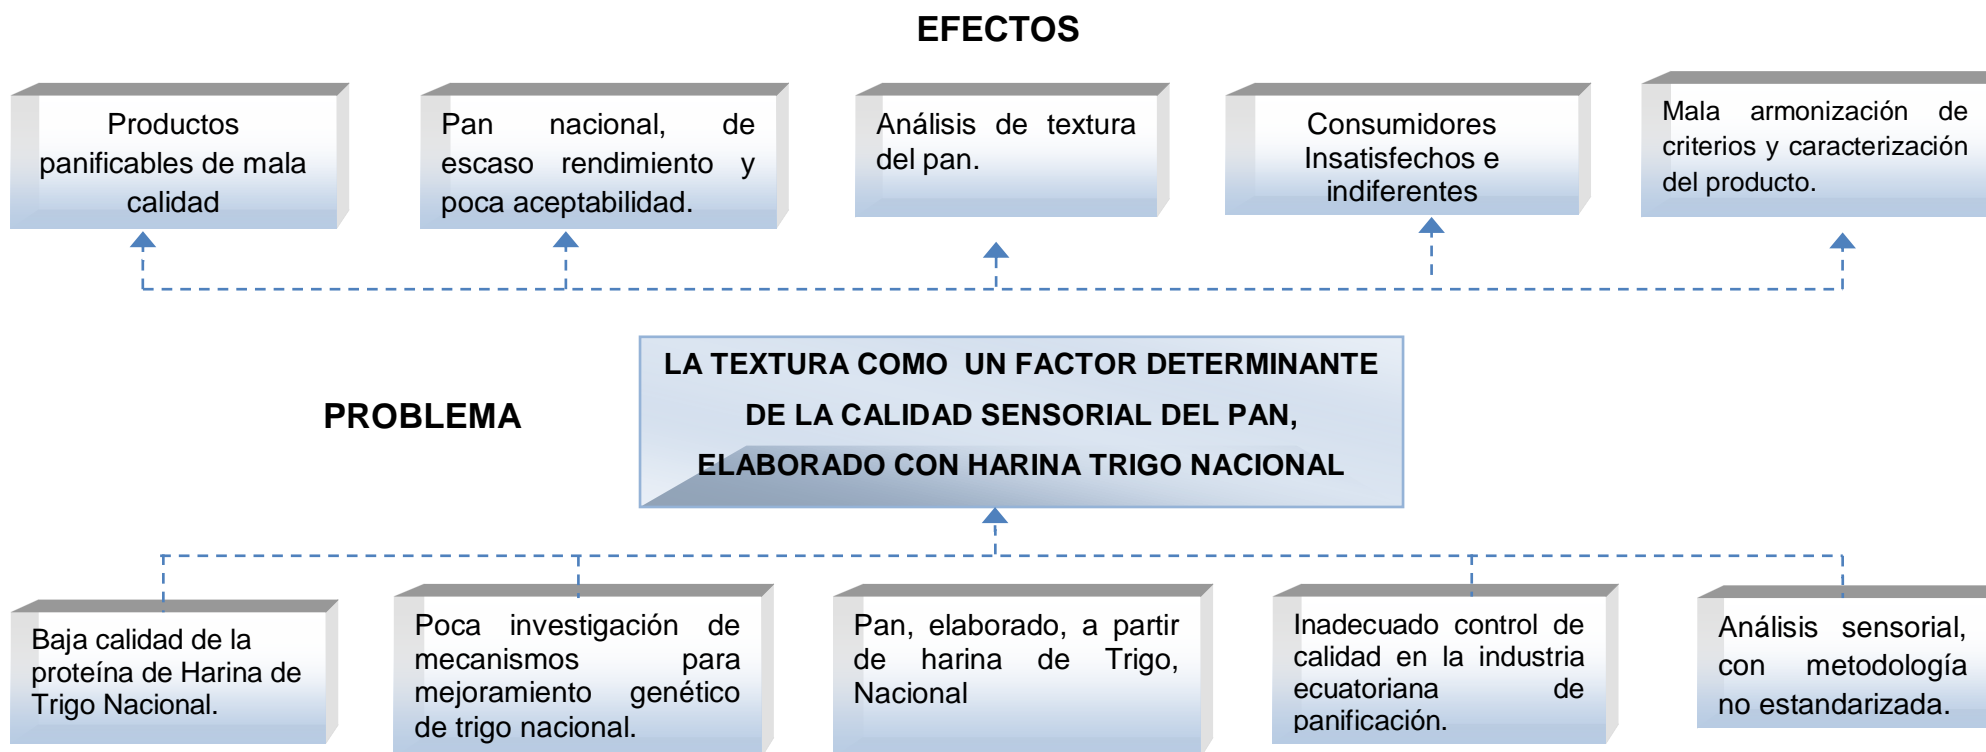 EFECTOS
Productos
panificables de mala
calidad
Pan nacional, de
escaso rendimiento y
poca aceptabilidad.
Análisis de textura
del pan.
Consumidores
Insatisfechos e
indiferentes
Mala armonización de
criterios y caracterización
del producto.
PROBLEMA
LA TEXTURA COMO UN FACTOR DETERMINANTE
DE LA CALIDAD SENSORIAL DEL PAN,
ELABORADO CON HARINA TRIGO NACIONAL
Baja calidad de la
proteína de Harina de
Trigo Nacional.
Poca investigación de
mecanismos para
mejoramiento genético
de trigo nacional.
Pan, elaborado, a partir
de harina de Trigo,
Nacional
Inadecuado control de
calidad en la industria
ecuatoriana de
panificación.
Análisis sensorial,
con metodología
no estandarizada.